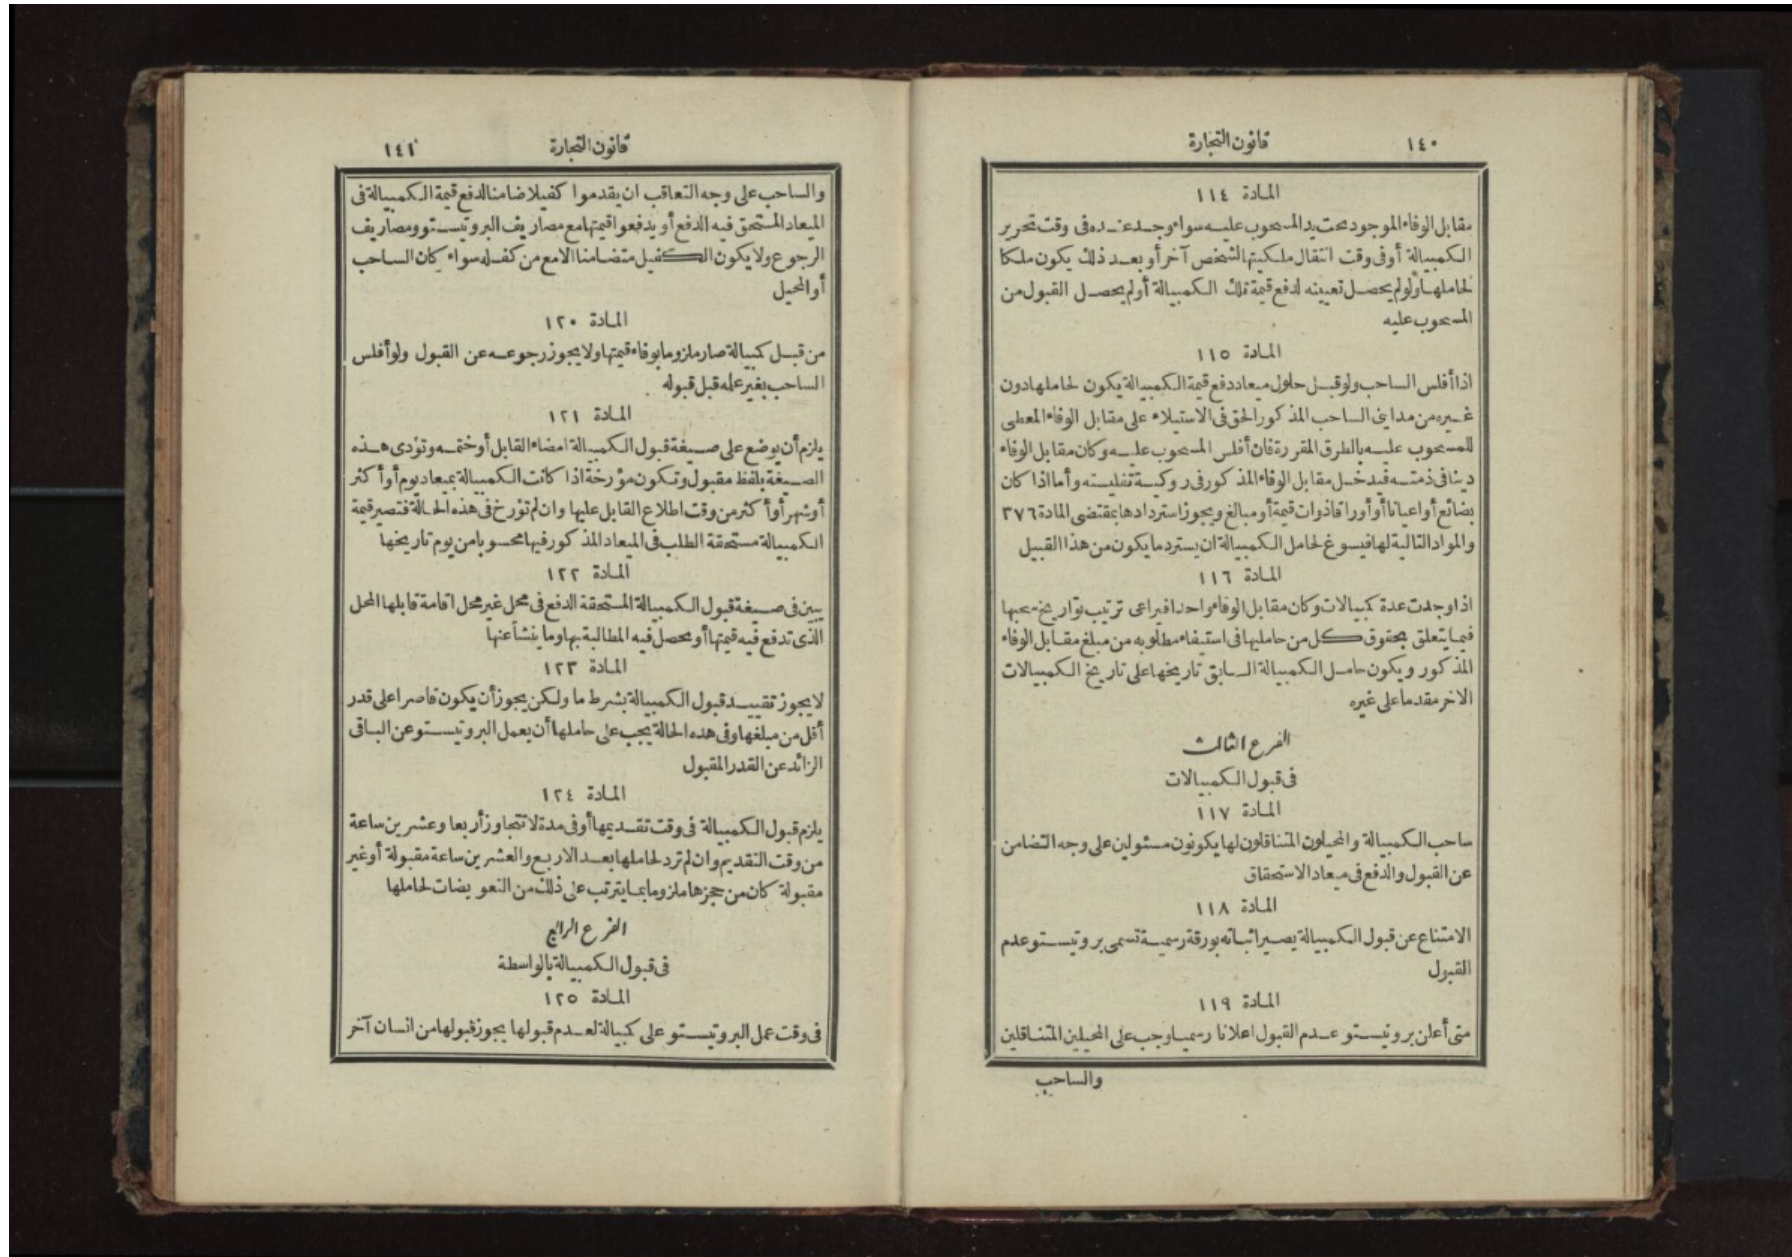 ١٤٠
قانون التجارة
المادة ١١٤
مقابل الوفاء الموجود تحت يد المسحوب عليه سواء وجد عنده فى وقت تحرير
الكمبيالة أو فى وقت انتقال ملكيتها لشخص آخر أو بعد ذلك يكون ملكا
لحاملها ولو لم يحصل تعيينه لدفع قيمة تلك الكمبيالة أو لم يحصل القبول من
المسحوب عليه
المادة ١١٥
اذا أفلس الساحب ولو قبل حلول ميعاد دفع قيمة الكمبيالة يكون لحاملها دون
غيره من مدايني الساحب المذكور الحق فى الاستيلاء على مقابل الوفاء المعطى
للمسحوب عليه بالطرق المقررة فان أفلس المسحوب عليه وكان مقابل الوفاء
دينا فى ذمته فيدخل مقابل الوفاء المذكور فى روكية تفليسته وأما اذا كان
بضائع أو أعيانا أو أوراقا ذوات قيمة أو مبالغ ويجوز استردادها بمقتضى المادة ٣٧٦
والمواد التالية لها فيسوغ لحامل الكمبيالة ان يسترد ما يكون من هذا القبيل
المادة ١١٦
اذا وجدت عدة كمبيالات وكان مقابل الوفاء واحدا فيراعى ترتيب تواريخ سحبها
فيما يتعلق بحقوق كل من حامليها فى استيفاء مطلوبه من مبلغ مقابل الوفاء
المذكور ويكون حامل الكمبيالة السابق تاريخها على تاريخ الكمبيالات
الاخر مقدما على غيره
الفرع الثالث
فى قبول الكمبيالات
المادة ١١٧
ساحب الكمبيالة والمحيلون المتناقلون لها يكونون مسئولين على وجه التضامن
عن القبول والدفع فى ميعاد الاستحقاق
المادة ١١٨
الامتناع عن قبول الكمبيالة يصير اثباته بورقة رسمية تسمى بروتيستو عدم
القبول
المادة ١١٩
متى أعلن بروتيستو عدم القبول اعلانا رسميا وجب على المحيلين المتناقلين
والساحب
قانون التجارة
١٤١
والساحب على وجه التعاقب ان يقدموا كفيلا ضامنا لدفع قيمة الكمبيالة فى
الميعاد المستحق فيه الدفع أو يدفعوا قيمتها مع مصاريف البروتيستو ومصاريف
الرجوع ولا يكون الكفيل متضامنا الا مع من كفله سواء كان الساحب
أو المحيل
المادة ١٢٠
من قبل كمبيالة صار ملزوما بوفاء قيمتها ولا يجوز رجوعه عن القبول ولو أفلس
الساحب بغير علمه قبل قبوله
المادة ١٢١
يلزم أن يوضع على صيغة قبول الكمبيالة امضاء القابل أو ختمه وتؤدى هذه
الصيغة بلفظ مقبول وتكون مؤرخة اذا كانت الكمبيالة بميعاد يوم أو أكثر
أو شهر أو أكثر من وقت اطلاع القابل عليها وان لم تؤرخ فى هذه الحالة فتصير قيمة
الكمبيالة مستحقة الطلب فى الميعاد المذكور فيها محسوبا من يوم تاريخها
المادة ١٢٢
يبين فى صيغة قبول الكمبيالة المستحقة الدفع فى محل غير محل اقامة قابلها المحل
الذى تدفع فيه قيمتها أو يحصل فيه المطالبة بها وما ينشأ عنها
المادة ١٢٣
لا يجوز تقييد قبول الكمبيالة بشرط ما ولكن يجوز أن يكون قاصرا على قدر
أقل من مبلغها وفى هذه الحالة يجب على حاملها أن يعمل البروتيستو عن الباقى
الزائد عن القدر المقبول
المادة ١٢٤
يلزم قبول الكمبيالة فى وقت تقديمها أو فى مدة لا تتجاوز أربعا وعشرين ساعة
من وقت التقديم وان لم ترد لحاملها بعد الاربع والعشرين ساعة مقبولة أو غير
مقبولة كان من حجزها ملزوما بما يترتب على ذلك من التعويضات لحاملها
الفرع الرابع
فى قبول الكمبيالة بالواسطة
المادة ١٢٥
فى وقت عمل البروتيستو على كمبيالة لعدم قبولها يجوز قبولها من انسان آخر